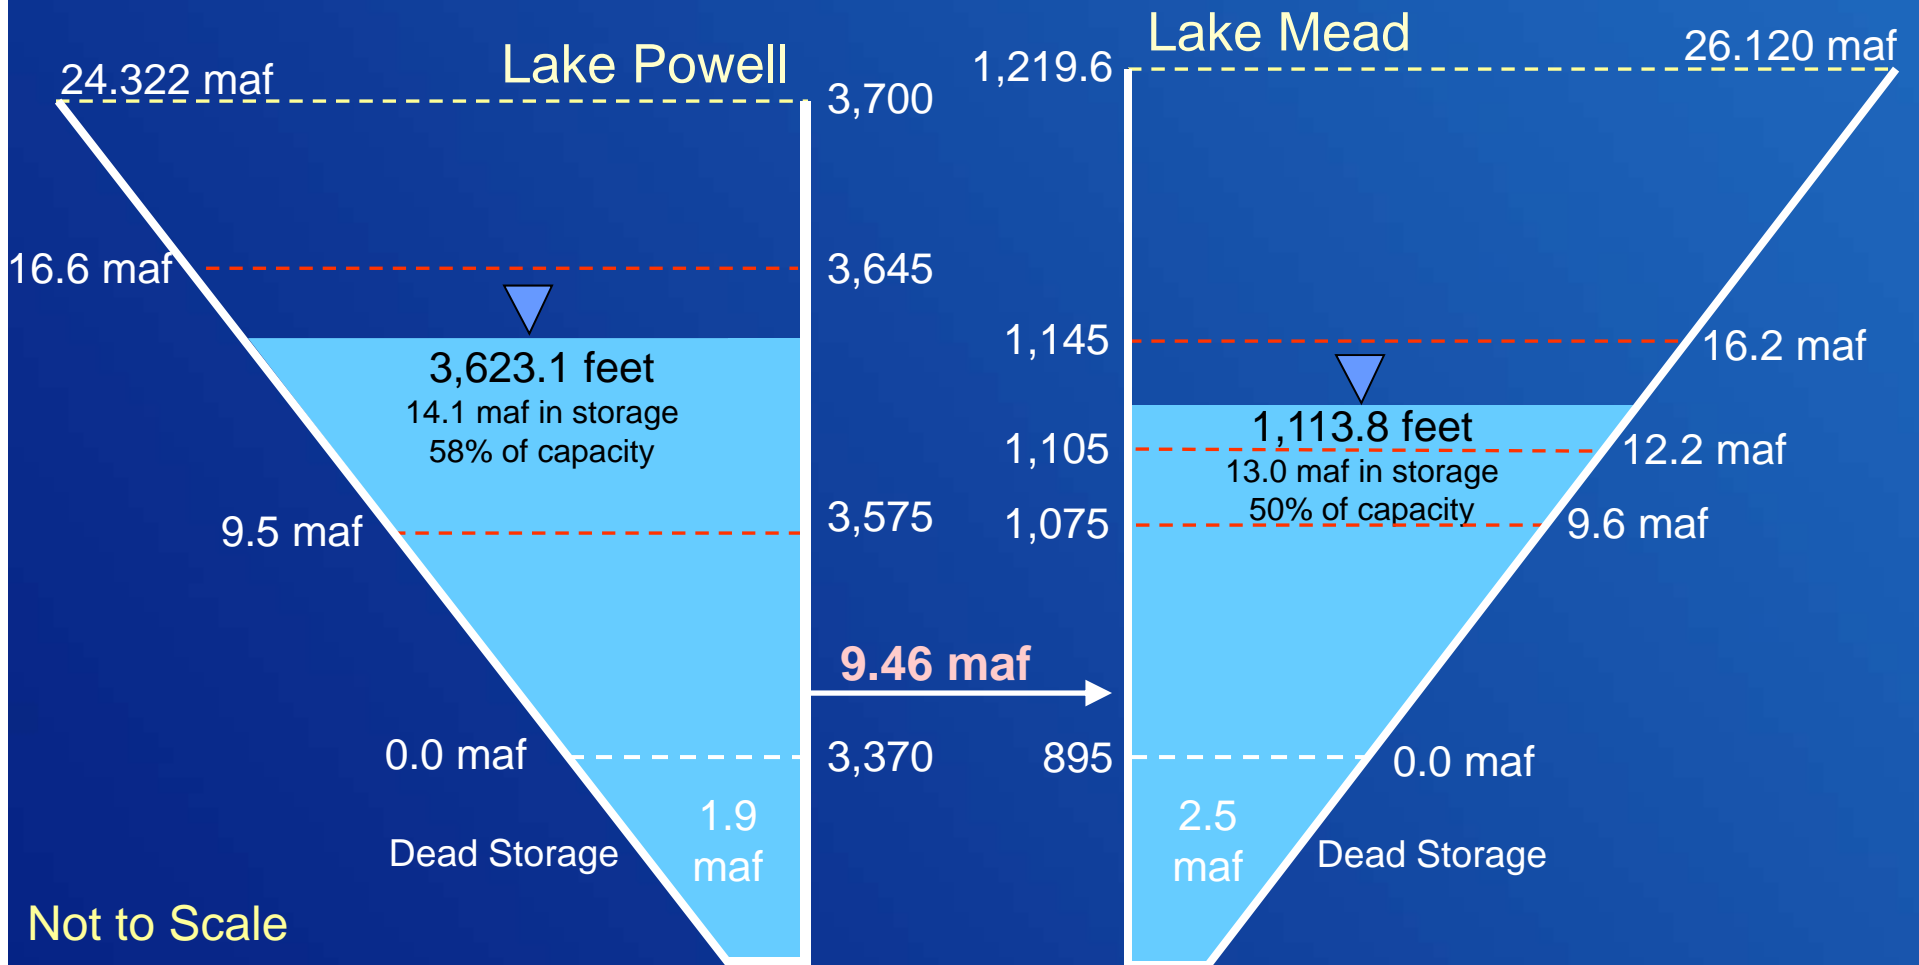 Lake Powell
24.322 maf
3,700
16.6 maf
3,645
3,623.1 feet
14.1 maf in storage
58% of capacity
9.5 maf
3,575
0.0 maf
3,370
1.9
maf
Dead Storage
Not to Scale
9.46 maf
Lake Mead
1,219.6
26.120 maf
1,145
16.2 maf
1,113.8 feet
1,105
12.2 maf
13.0 maf in storage
50% of capacity
1,075
9.6 maf
895
0.0 maf
2.5
maf
Dead Storage